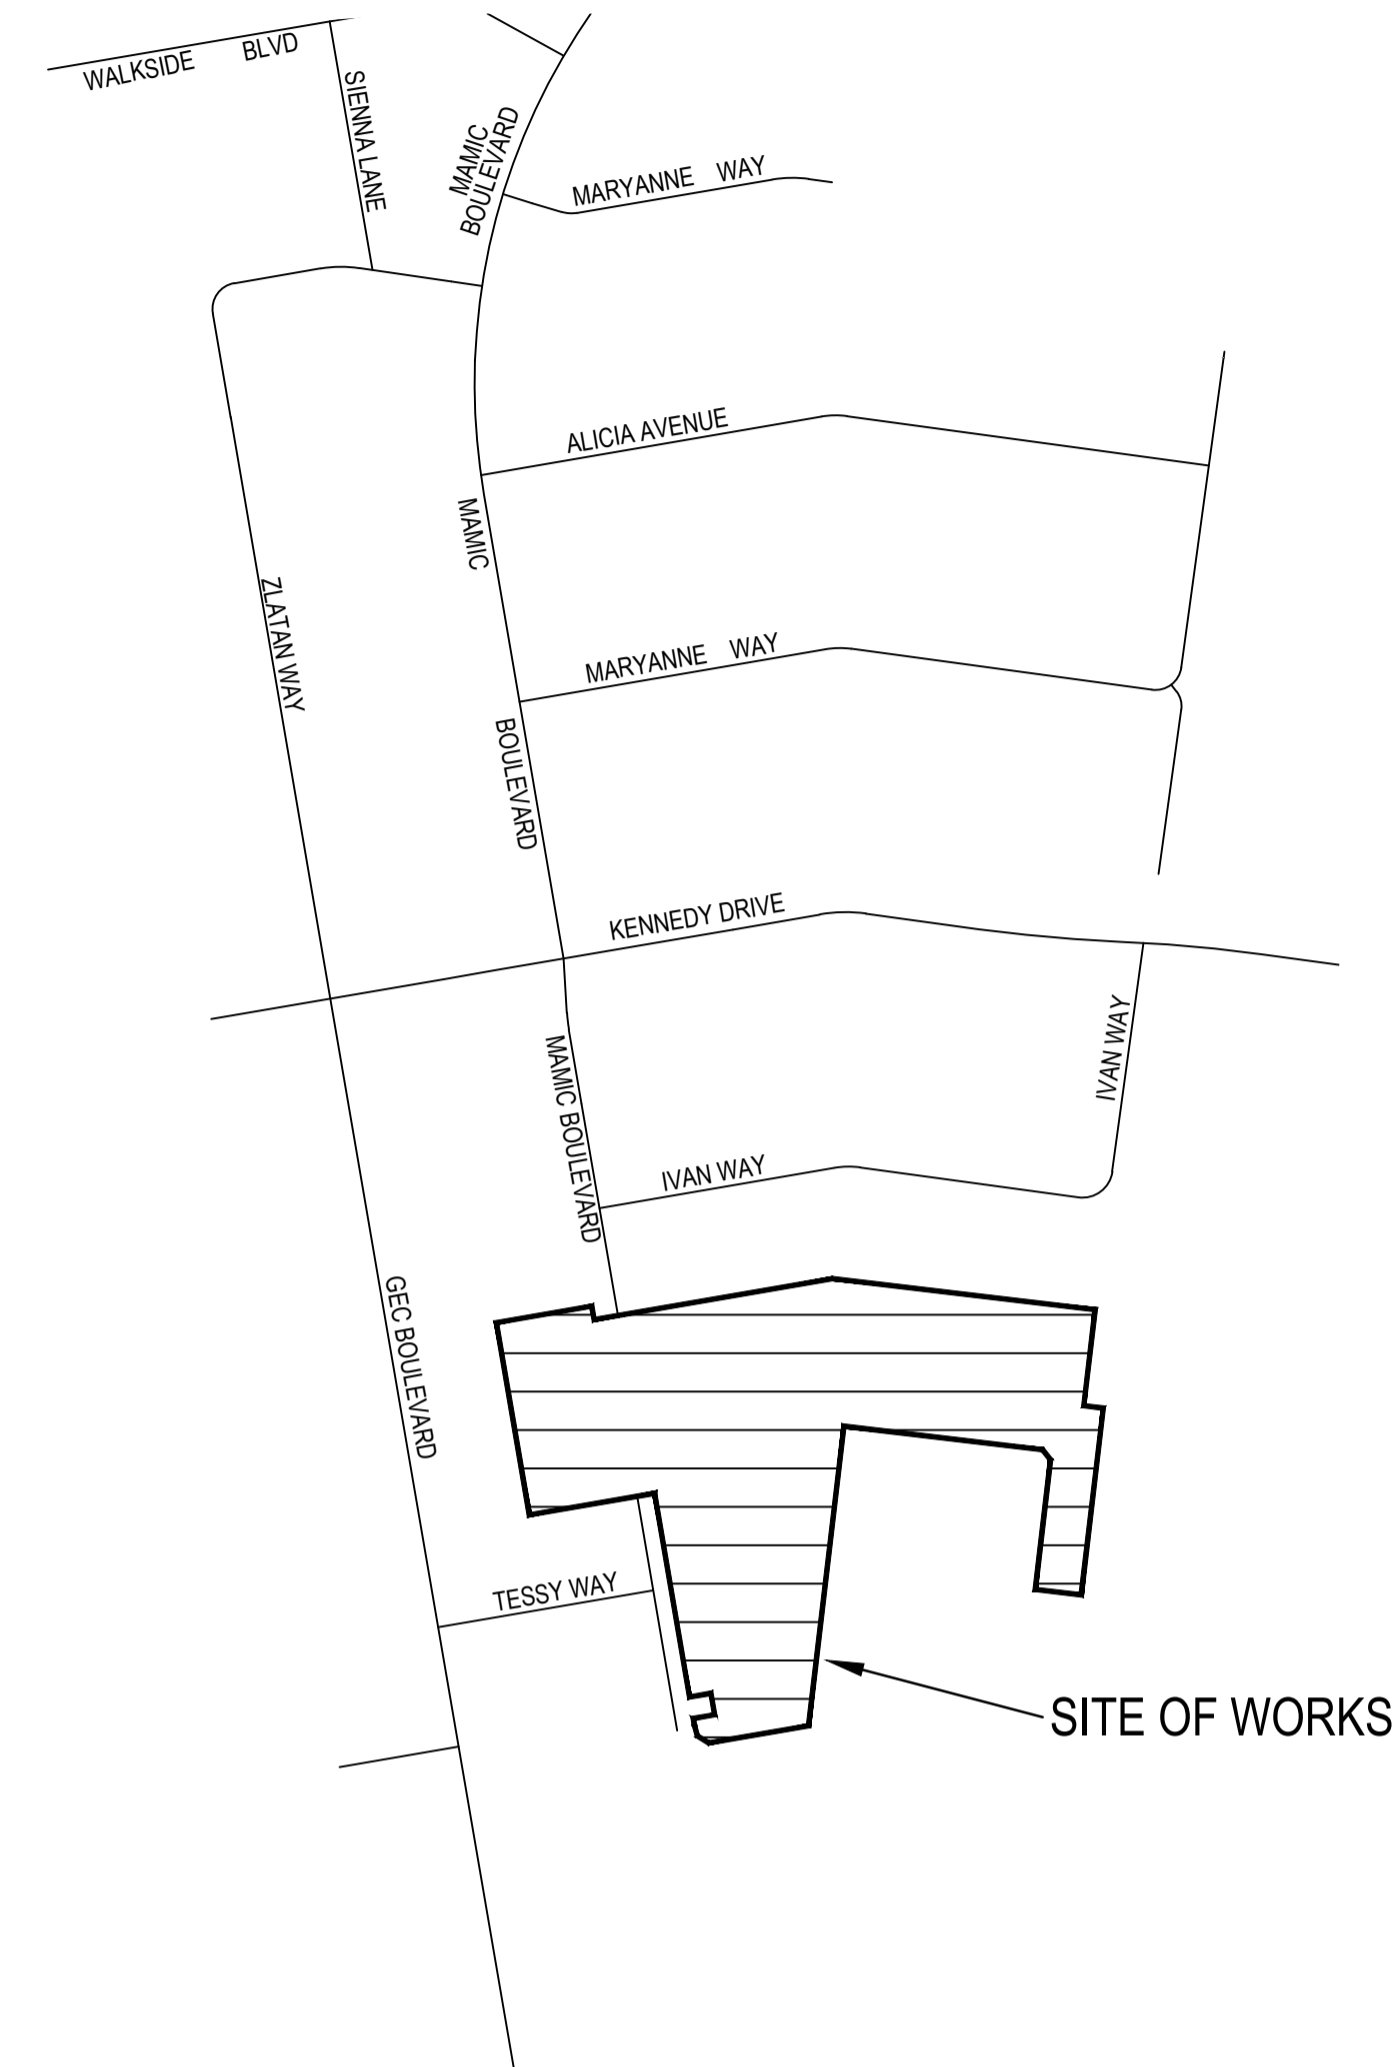 WALKSIDE BLVD
SIENNA LANE
MAMIC
BOULEVARD
MARYANNE WAY
ALICIA AVENUE
MAMIC
ZLATAN WAY
MARYANNE WAY
BOULEVARD
KENNEDY DRIVE
IVAN WAY
MAMIC BOULEVARD
IVAN WAY
GEC BOULEVARD
TESSY WAY
SITE OF WORKS